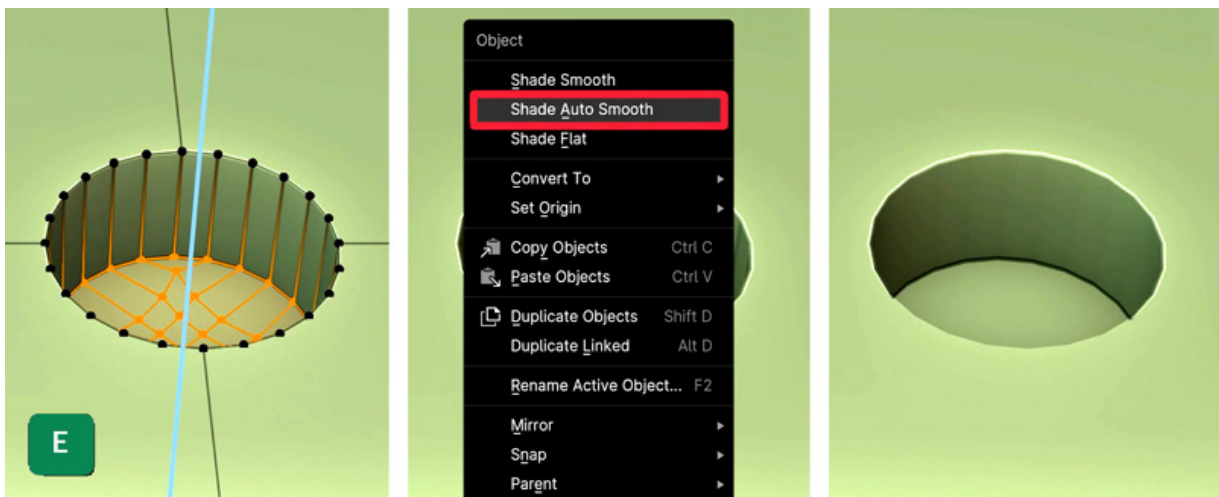 E
Object
Shade Smooth
Shade Auto Smooth
Shade Flat
Convert To
Set Origin
Copy Objects Ctrl C
Paste Objects Ctrl V
Duplicate Objects Shift D
Duplicate Linked Alt D
Rename Active Object... F2
Mirror
Snap
Parent